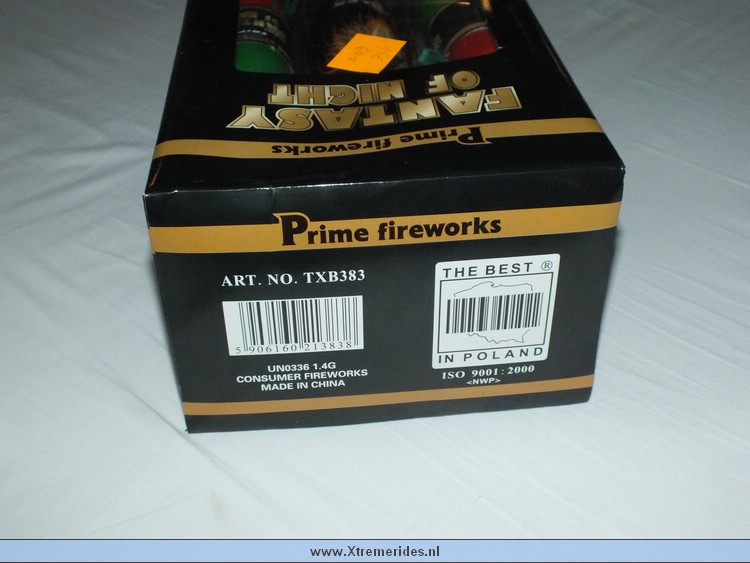 FANTASY
OF NIGHT
Prime fireworks
Prime fireworks
ART. NO. TXB383
5 906160 213838
UN0336 1.4G
CONSUMER FIREWORKS
MADE IN CHINA
THE BEST ®
IN POLAND
ISO 9001:2000
<NWP>
www.Xtremerides.nl